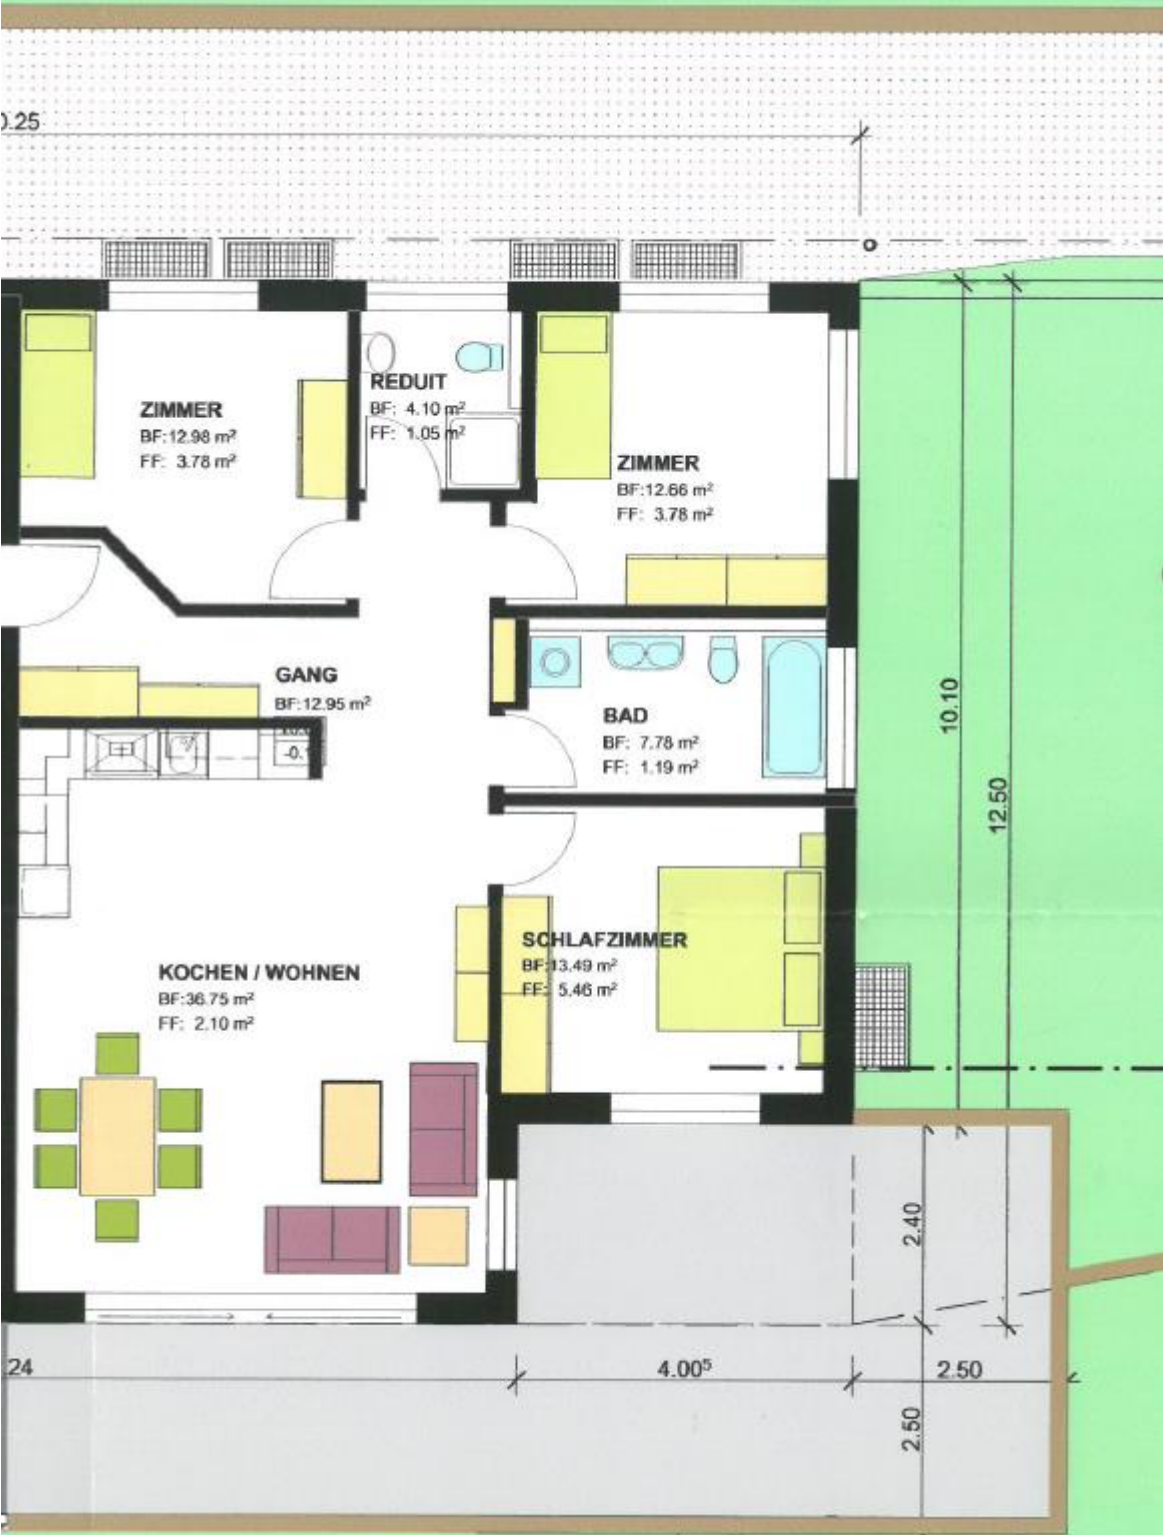 0.25
REDUIT
BF: 4.10 m²
FF: 1.05 m²
ZIMMER
BF:12.98 m²
FF: 3.78 m²
ZIMMER
BF:12.66 m²
FF: 3.78 m²
GANG
BF:12.95 m²
BAD
BF: 7.78 m²
FF: 1.19 m²
10.10
12.50
SCHLAFZIMMER
BF:13.49 m²
FF: 5.46 m²
KOCHEN / WOHNEN
BF:36.75 m²
FF: 2.10 m²
2.40
24
4.00⁵
2.50
2.50